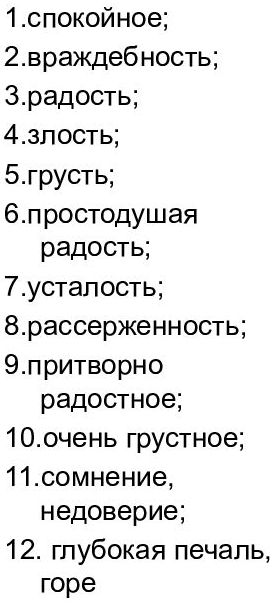 1.спокойное;
2.враждебность;
3.радость;
4.злость;
5.грусть;
6.простодушая
радость;
7.усталость;
8.рассерженность;
9.притворно
радостное;
10.очень грустное;
11.сомнение,
недоверие;
12. глубокая печаль,
горе